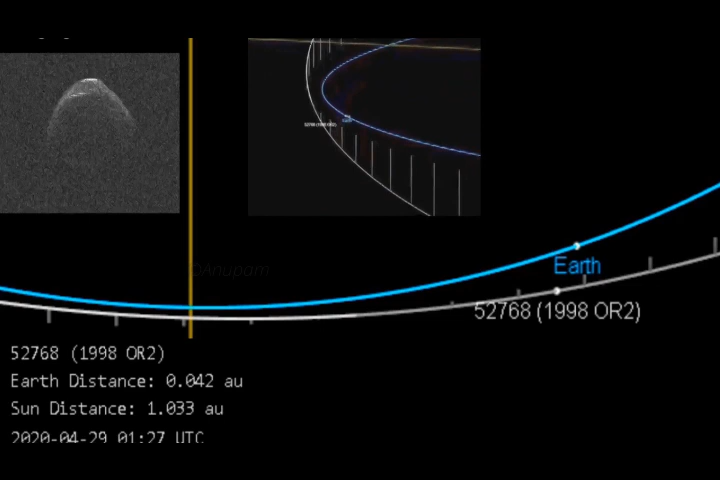 ©Anupam
Earth
52768 (1998 OR2)
52768 (1998 OR2)
Earth Distance: 0.042 au
Sun Distance: 1.033 au
2020-04-29 01:27 UTC